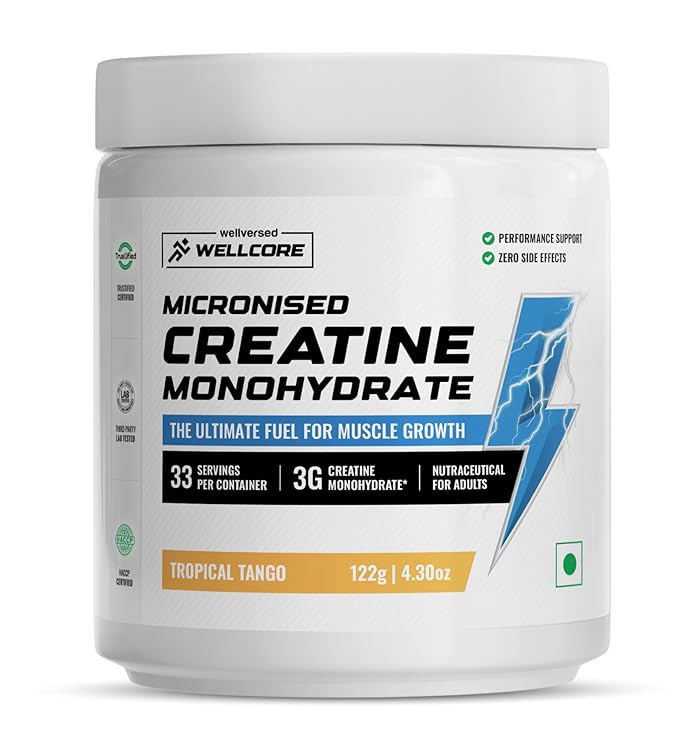 wellversed
WELLCORE
PERFORMANCE SUPPORT
ZERO SIDE EFFECTS
Trustified
TRUSTIFIED
CERTIFIED
MICRONISED
CREATINE
MONOHYDRATE
THE ULTIMATE FUEL FOR MUSCLE GROWTH
LAB
THIRD PARTY
LAB TESTED
33 SERVINGS
PER CONTAINER
3G CREATINE
MONOHYDRATE*
NUTRACEUTICAL
FOR ADULTS
HACCP
HACCP
CERTIFIED
TROPICAL TANGO
122g | 4.30oz